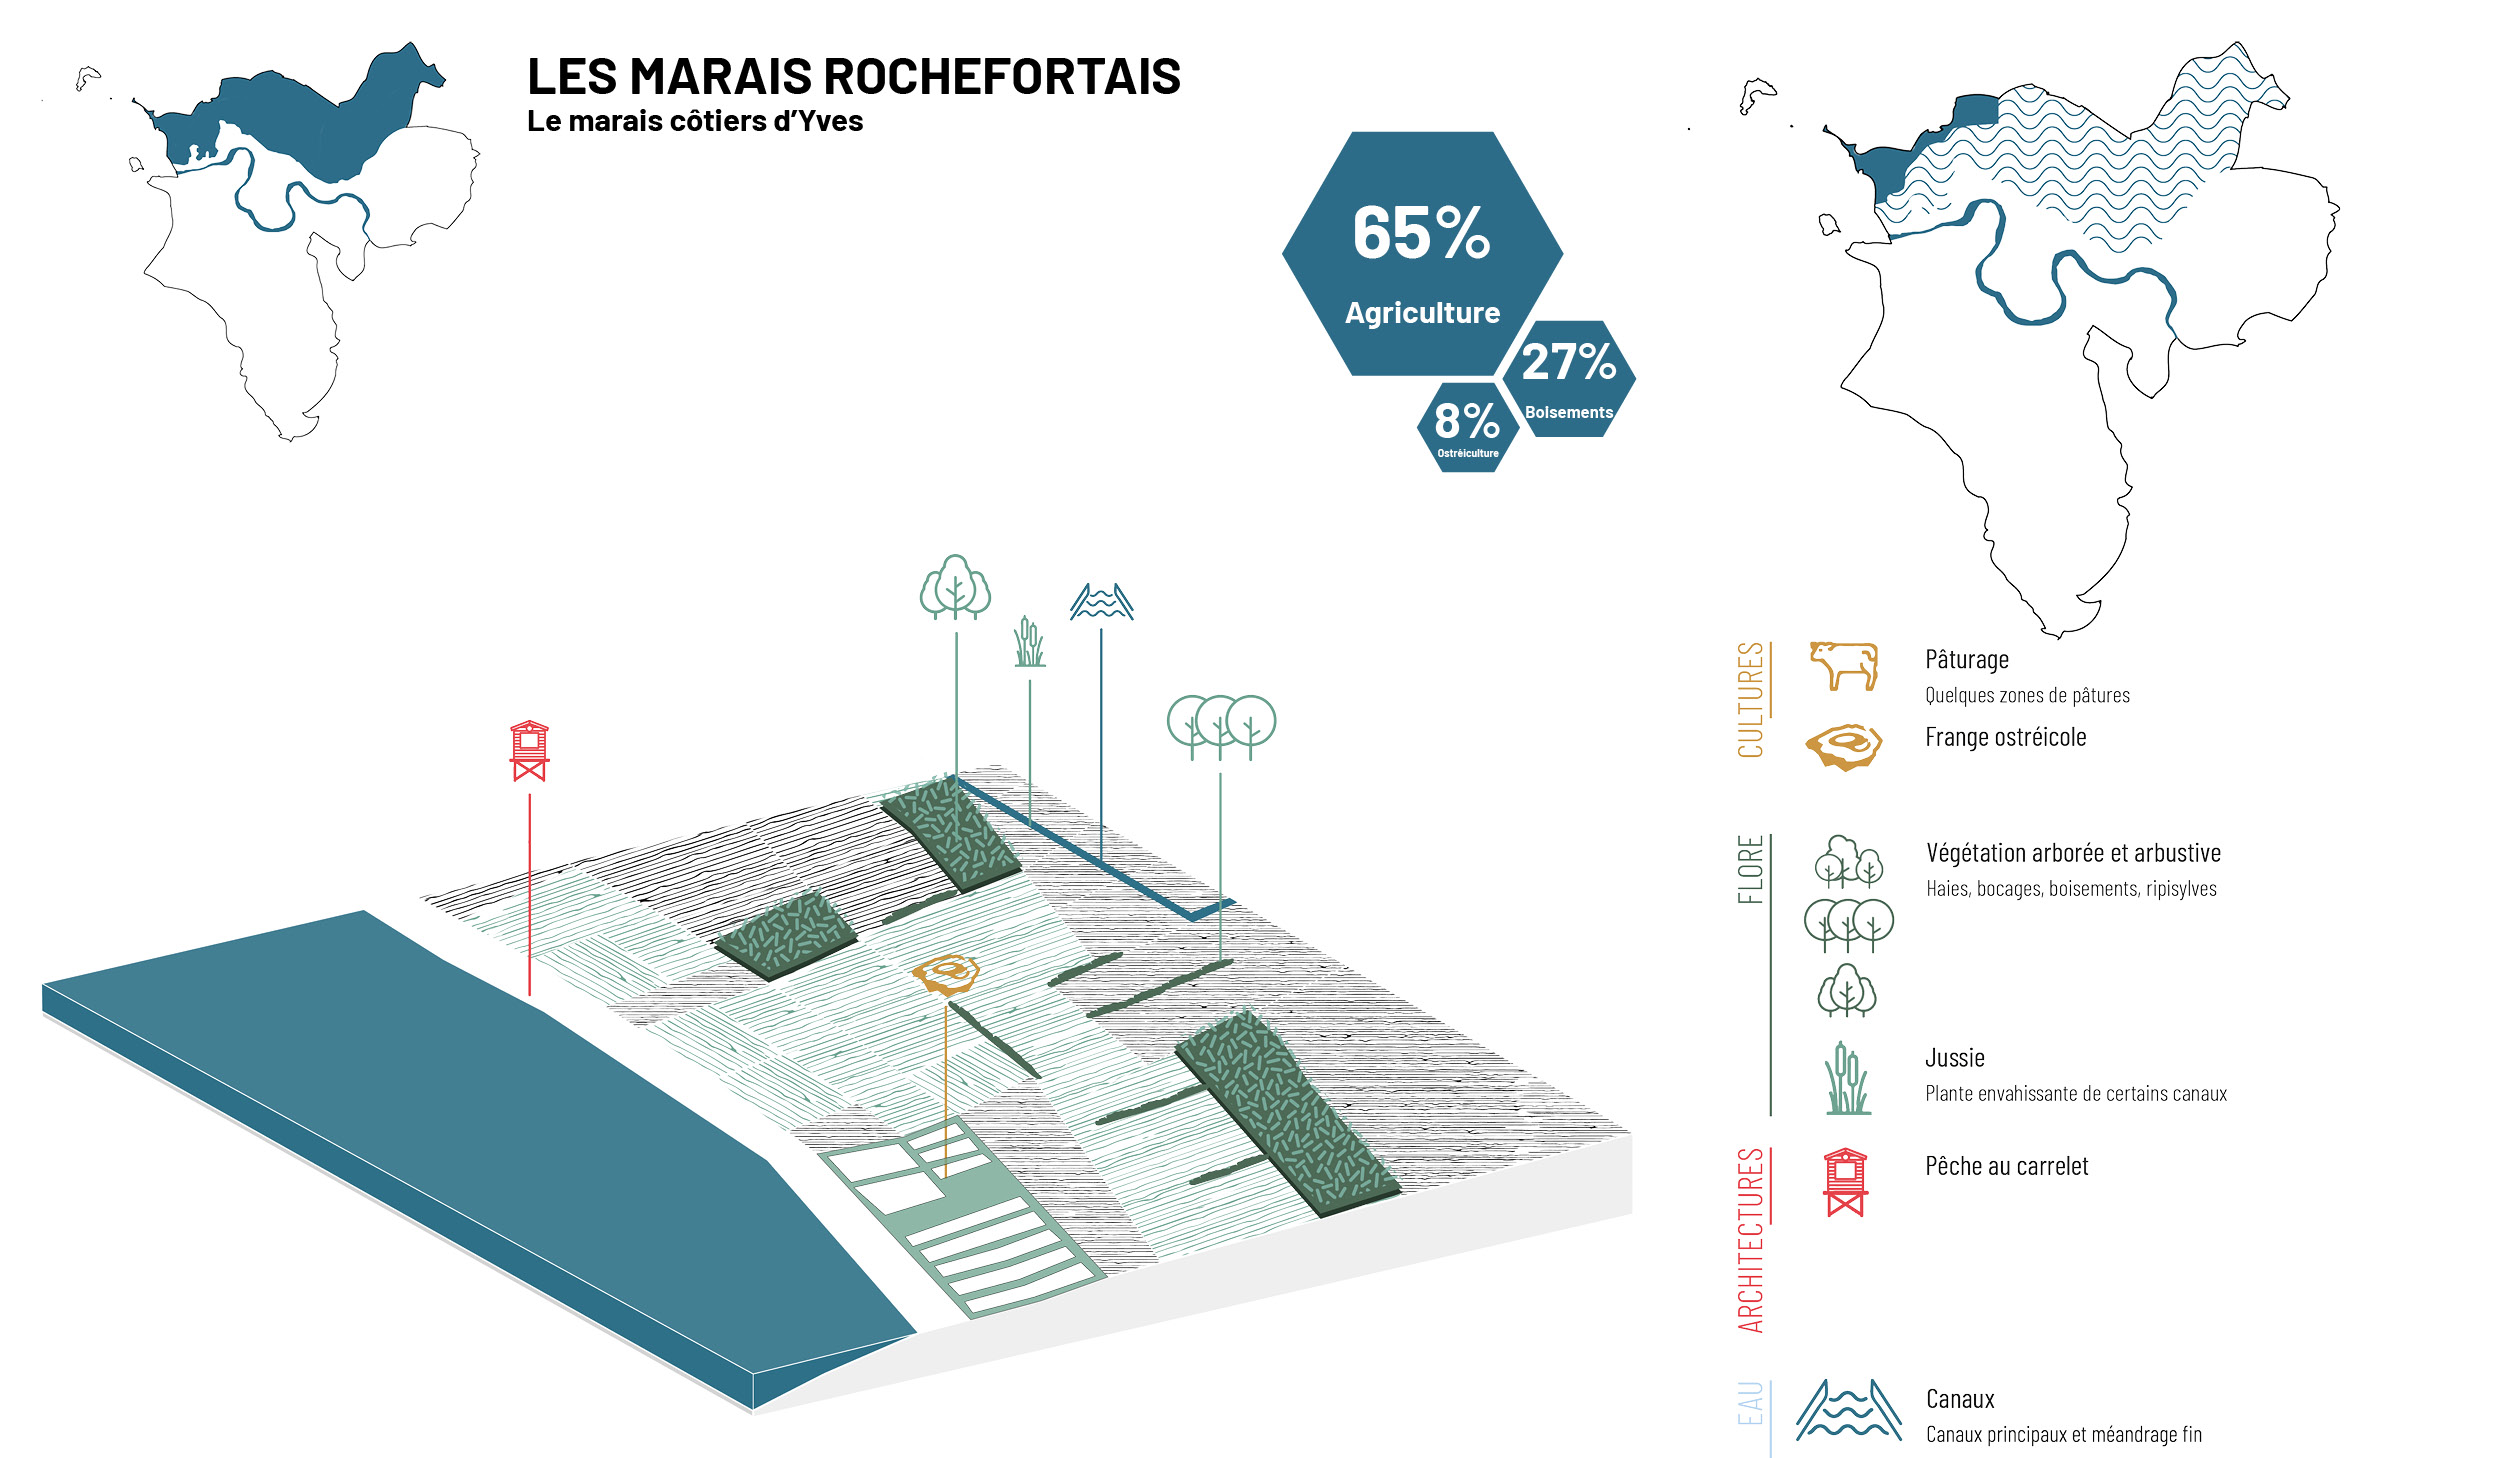 LES MARAIS ROCHEFORTAIS
Le marais côtiers d'Yves
65%
Agriculture
27%
Boisements
8%
Ostréiculture
CULTURES
Pâturage
Quelques zones de pâtures
Frange ostréicole
FLORE
Végétation arborée et arbustive
Haies, bocages, boisements, ripisylves
Jussie
Plante envahissante de certains canaux
ARCHITECTURES
Pêche au carrelet
EAU
Canaux
Canaux principaux et méandrage fin